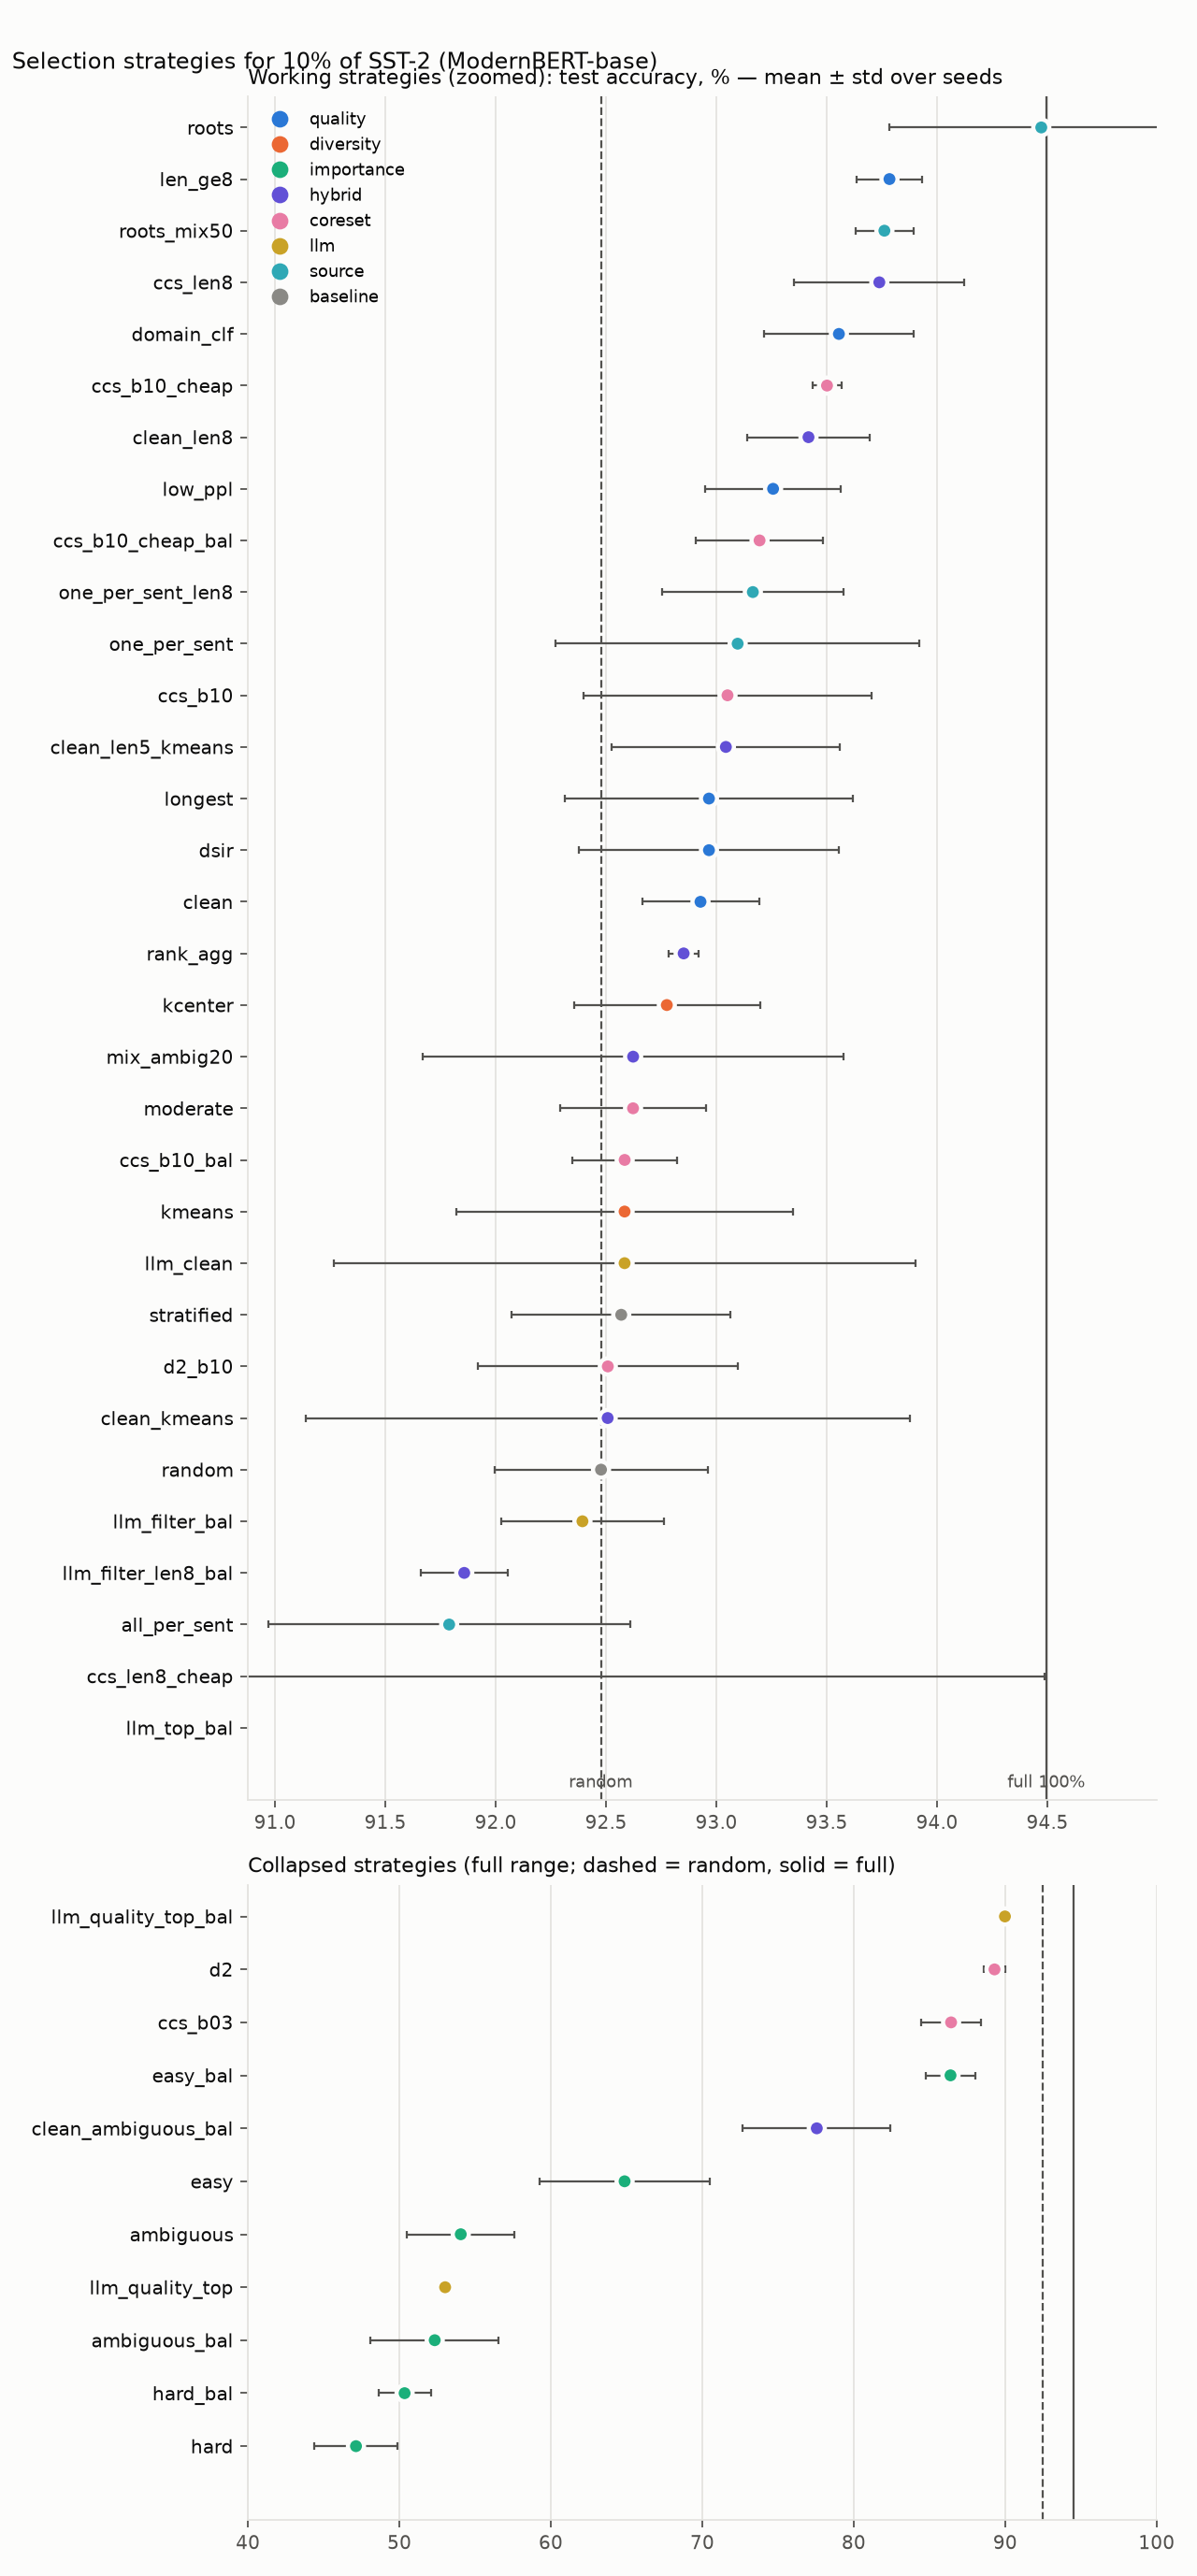 Selection strategies for 10% of SST-2 (ModernBERT-base)
Working strategies (zoomed): test accuracy, % — mean ± std over seeds
quality
diversity
importance
hybrid
coreset
llm
source
baseline
roots
len_ge8
roots_mix50
ccs_len8
domain_clf
ccs_b10_cheap
clean_len8
low_ppl
ccs_b10_cheap_bal
one_per_sent_len8
one_per_sent
ccs_b10
clean_len5_kmeans
longest
dsir
clean
rank_agg
kcenter
mix_ambig20
moderate
ccs_b10_bal
kmeans
llm_clean
stratified
d2_b10
clean_kmeans
random
llm_filter_bal
llm_filter_len8_bal
all_per_sent
ccs_len8_cheap
llm_top_bal
random full 100%
91.0 91.5 92.0 92.5 93.0 93.5 94.0 94.5
Collapsed strategies (full range; dashed = random, solid = full)
llm_quality_top_bal
d2
ccs_b03
easy_bal
clean_ambiguous_bal
easy
ambiguous
llm_quality_top
ambiguous_bal
hard_bal
hard
40 50 60 70 80 90 100